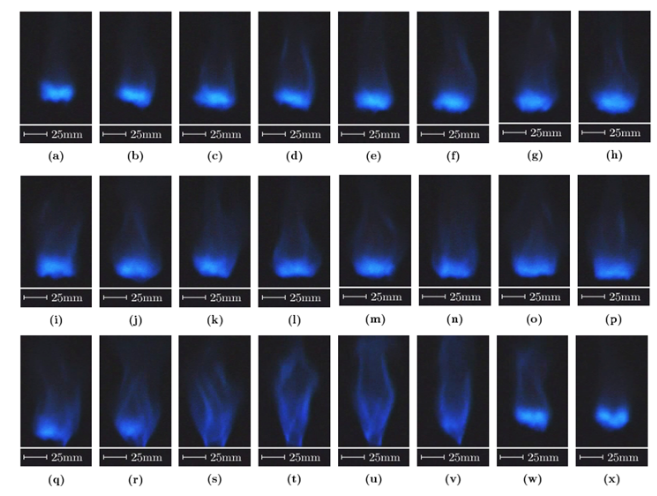 25mm 25mm 25mm 25mm 25mm 25mm 25mm 25mm
(a) (b) (c) (d) (e) (f) (g) (h)
25mm 25mm 25mm 25mm 25mm 25mm 25mm 25mm
(i) (j) (k) (l) (m) (n) (o) (p)
25mm 25mm 25mm 25mm 25mm 25mm 25mm 25mm
(q) (r) (s) (t) (u) (v) (w) (x)